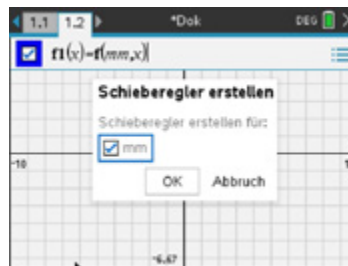 1.1 1.2 *Dok DEG
f1(x)=f(mm,x)
Schieberegler erstellen
Schieberegler erstellen für:
mm
-10 1
OK Abbruch
-6.67